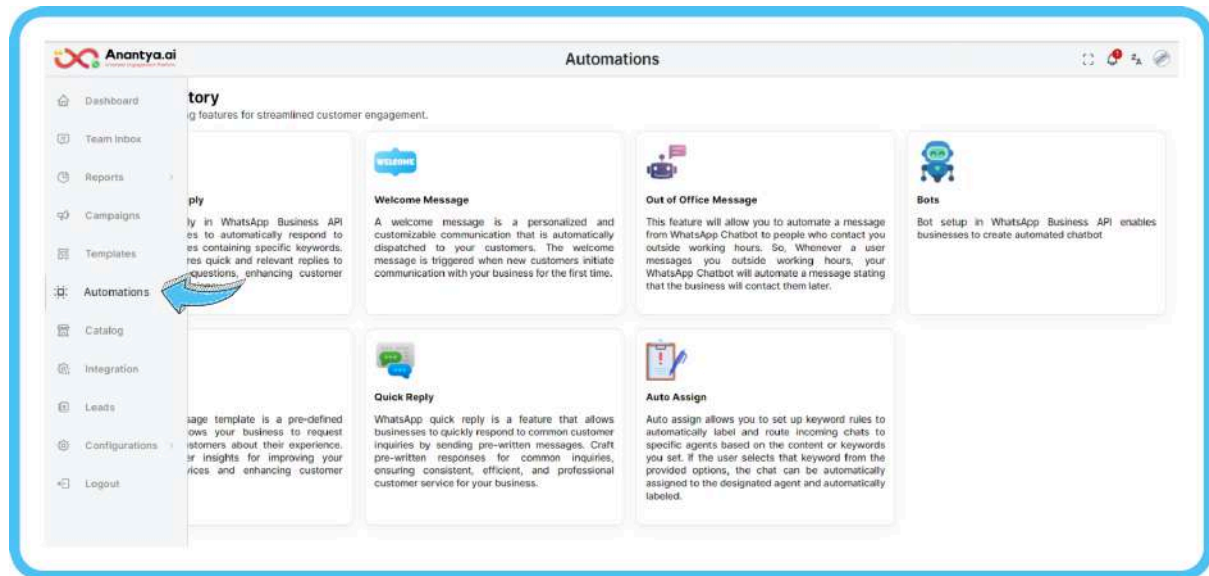 Anantya.ai
Automations
Dashboard
Team Inbox
Reports
Campaigns
Templates
Automations
Catalog
Integration
Leads
Configurations
Logout
tory
g features for streamlined customer engagement.
ply
ly in WhatsApp Business API
es to automatically respond to
es containing specific keywords.
res quick and relevant replies to
questions, enhancing customer
WELCOME
Welcome Message
A welcome message is a personalized and
customizable communication that is automatically
dispatched to your customers. The welcome
message is triggered when new customers initiate
communication with your business for the first time.
Out of Office Message
This feature will allow you to automate a message
from WhatsApp Chatbot to people who contact you
outside working hours. So, Whenever a user
messages you outside working hours, your
WhatsApp Chatbot will automate a message stating
that the business will contact them later.
Bots
Bot setup in WhatsApp Business API enables
businesses to create automated chatbot
sage template is a pre-defined
ows your business to request
stomers about their experience.
er insights for improving your
vices and enhancing customer
Quick Reply
WhatsApp quick reply is a feature that allows
businesses to quickly respond to common customer
inquiries by sending pre-written messages. Craft
pre-written responses for common inquiries,
ensuring consistent, efficient, and professional
customer service for your business.
Auto Assign
Auto assign allows you to set up keyword rules to
automatically label and route incoming chats to
specific agents based on the content or keywords
you set. If the user selects that keyword from the
provided options, the chat can be automatically
assigned to the designated agent and automatically
labeled.